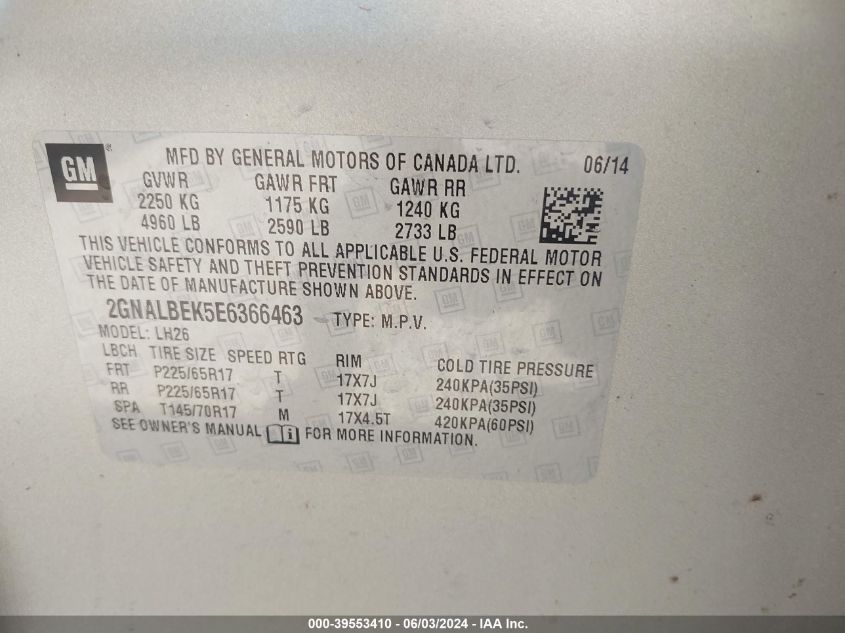 GM ®
MFD BY GENERAL MOTORS OF CANADA LTD. 06/14
GVWR GAWR FRT GAWR RR
2250 KG 1175 KG 1240 KG
4960 LB 2590 LB 2733 LB
THIS VEHICLE CONFORMS TO ALL APPLICABLE U.S. FEDERAL MOTOR
VEHICLE SAFETY AND THEFT PREVENTION STANDARDS IN EFFECT ON
THE DATE OF MANUFACTURE SHOWN ABOVE.
2GNALBEK5E6366463 TYPE: M.P.V.
MODEL: LH26
LBCH TIRE SIZE SPEED RTG RIM COLD TIRE PRESSURE
FRT P225/65R17 T 17X7J 240KPA(35PSI)
RR P225/65R17 T 17X7J 240KPA(35PSI)
SPA T145/70R17 M 17X4.5T 420KPA(60PSI)
SEE OWNER'S MANUAL FOR MORE INFORMATION.
000-39553410 - 06/03/2024 - IAA Inc.